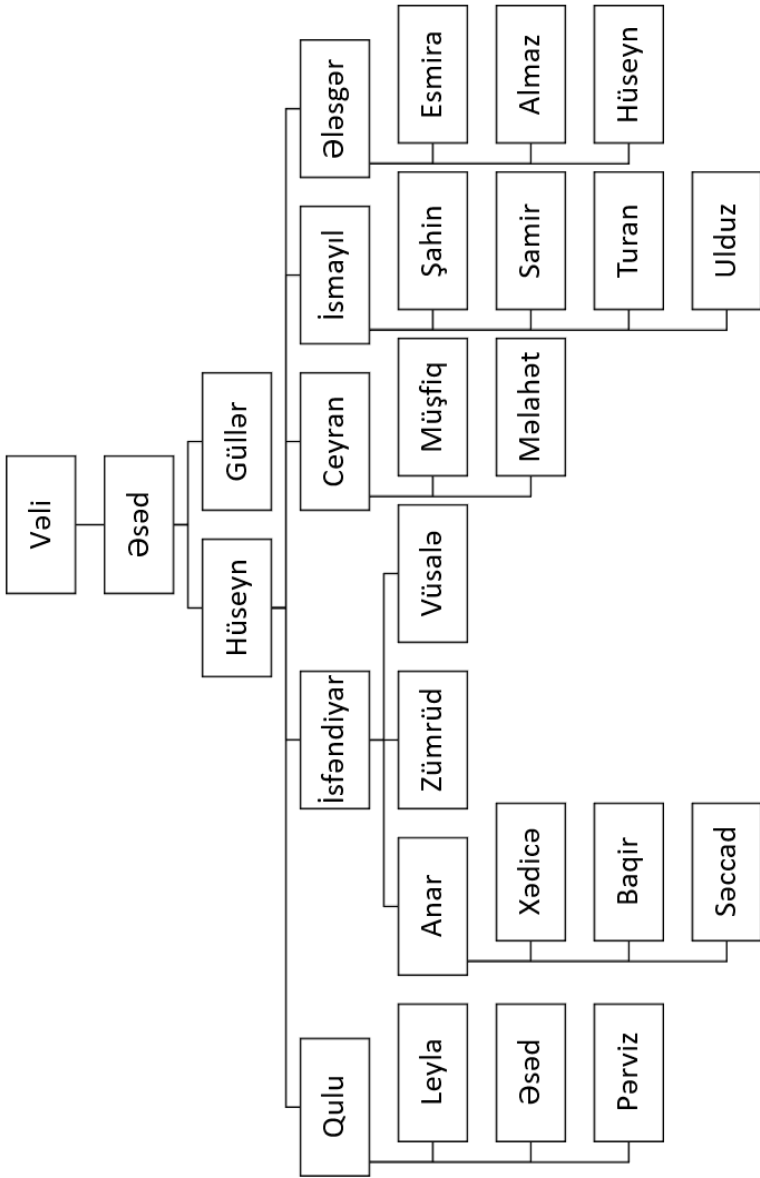 Vəli
Əsəd
Hüseyn
Güllər
Qulu
İsfəndiyar
Ceyran
İsmayıl
Ələsgər
Leyla
Əsəd
Pərviz
Anar
Zümrüd
Vüsalə
Xədicə
Baqir
Səccad
Müşfiq
Məlahət
Şahin
Samir
Turan
Ulduz
Esmira
Almaz
Hüseyn